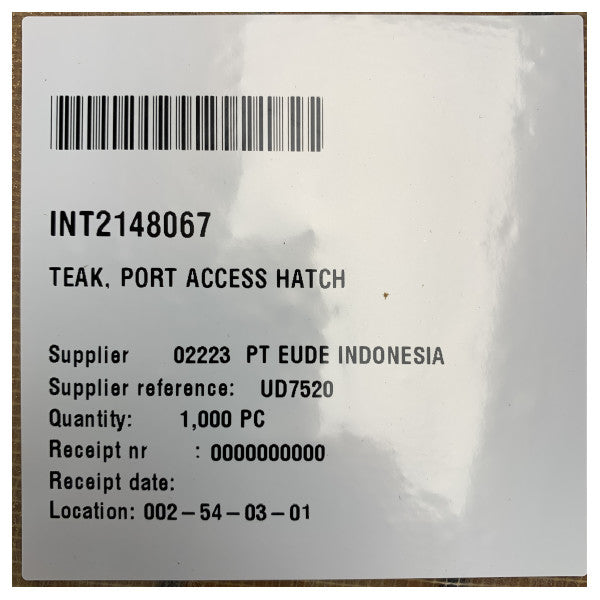 INT2148067
TEAK, PORT ACCESS HATCH
Supplier 02223 PT EUDE INDONESIA
Supplier reference: UD7520
Quantity: 1,000 PC
Receipt nr : 0000000000
Receipt date:
Location: 002-54-03-01